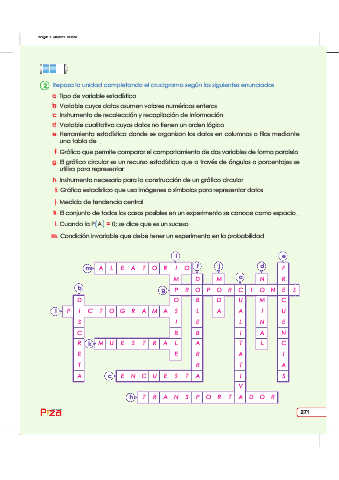 2 Repasa la unidad completando el crucigrama según los siguientes enunciados
a Tipo de variable estadística
b Variable cuyos datos asumen valores numéricos enteros
c Instrumento de recolección y recopilación de información
d Variable cualitativa cuyos datos no tienen un orden lógico
e Herramienta estadística donde se organizan los datos en columnas o filas mediante
una tabla de
f Gráfico que permite comparar el comportamiento de dos variables de forma paralela
g El gráfico circular es un recurso estadístico que a través de ángulos o porcentajes se
utiliza para representar
h Instrumento necesario para la construcción de un gráfico circular
i. Gráfico estadístico que usa imágenes o símbolos para representar datos
j. Medida de tendencia central
k El conjunto de todos los casos posibles en un experimento se conoce como espacio
l. Cuando la P(A) = 0; se dice que es un suceso
m. Condición invariable que debe tener un experimento en la probabilidad
i e
m A L E A T O R I O f j d F
M D M a N R
b g P R O P O R C I O N E S
D O B D U M C
l P I C T O G R A M A S L A A I U
S I E L N E
C
R k M U E S T R A L A T L C
E E R A I
T R T A
A c E N C U E S T A I S
V
h T R A N S P O R T A D O R
271